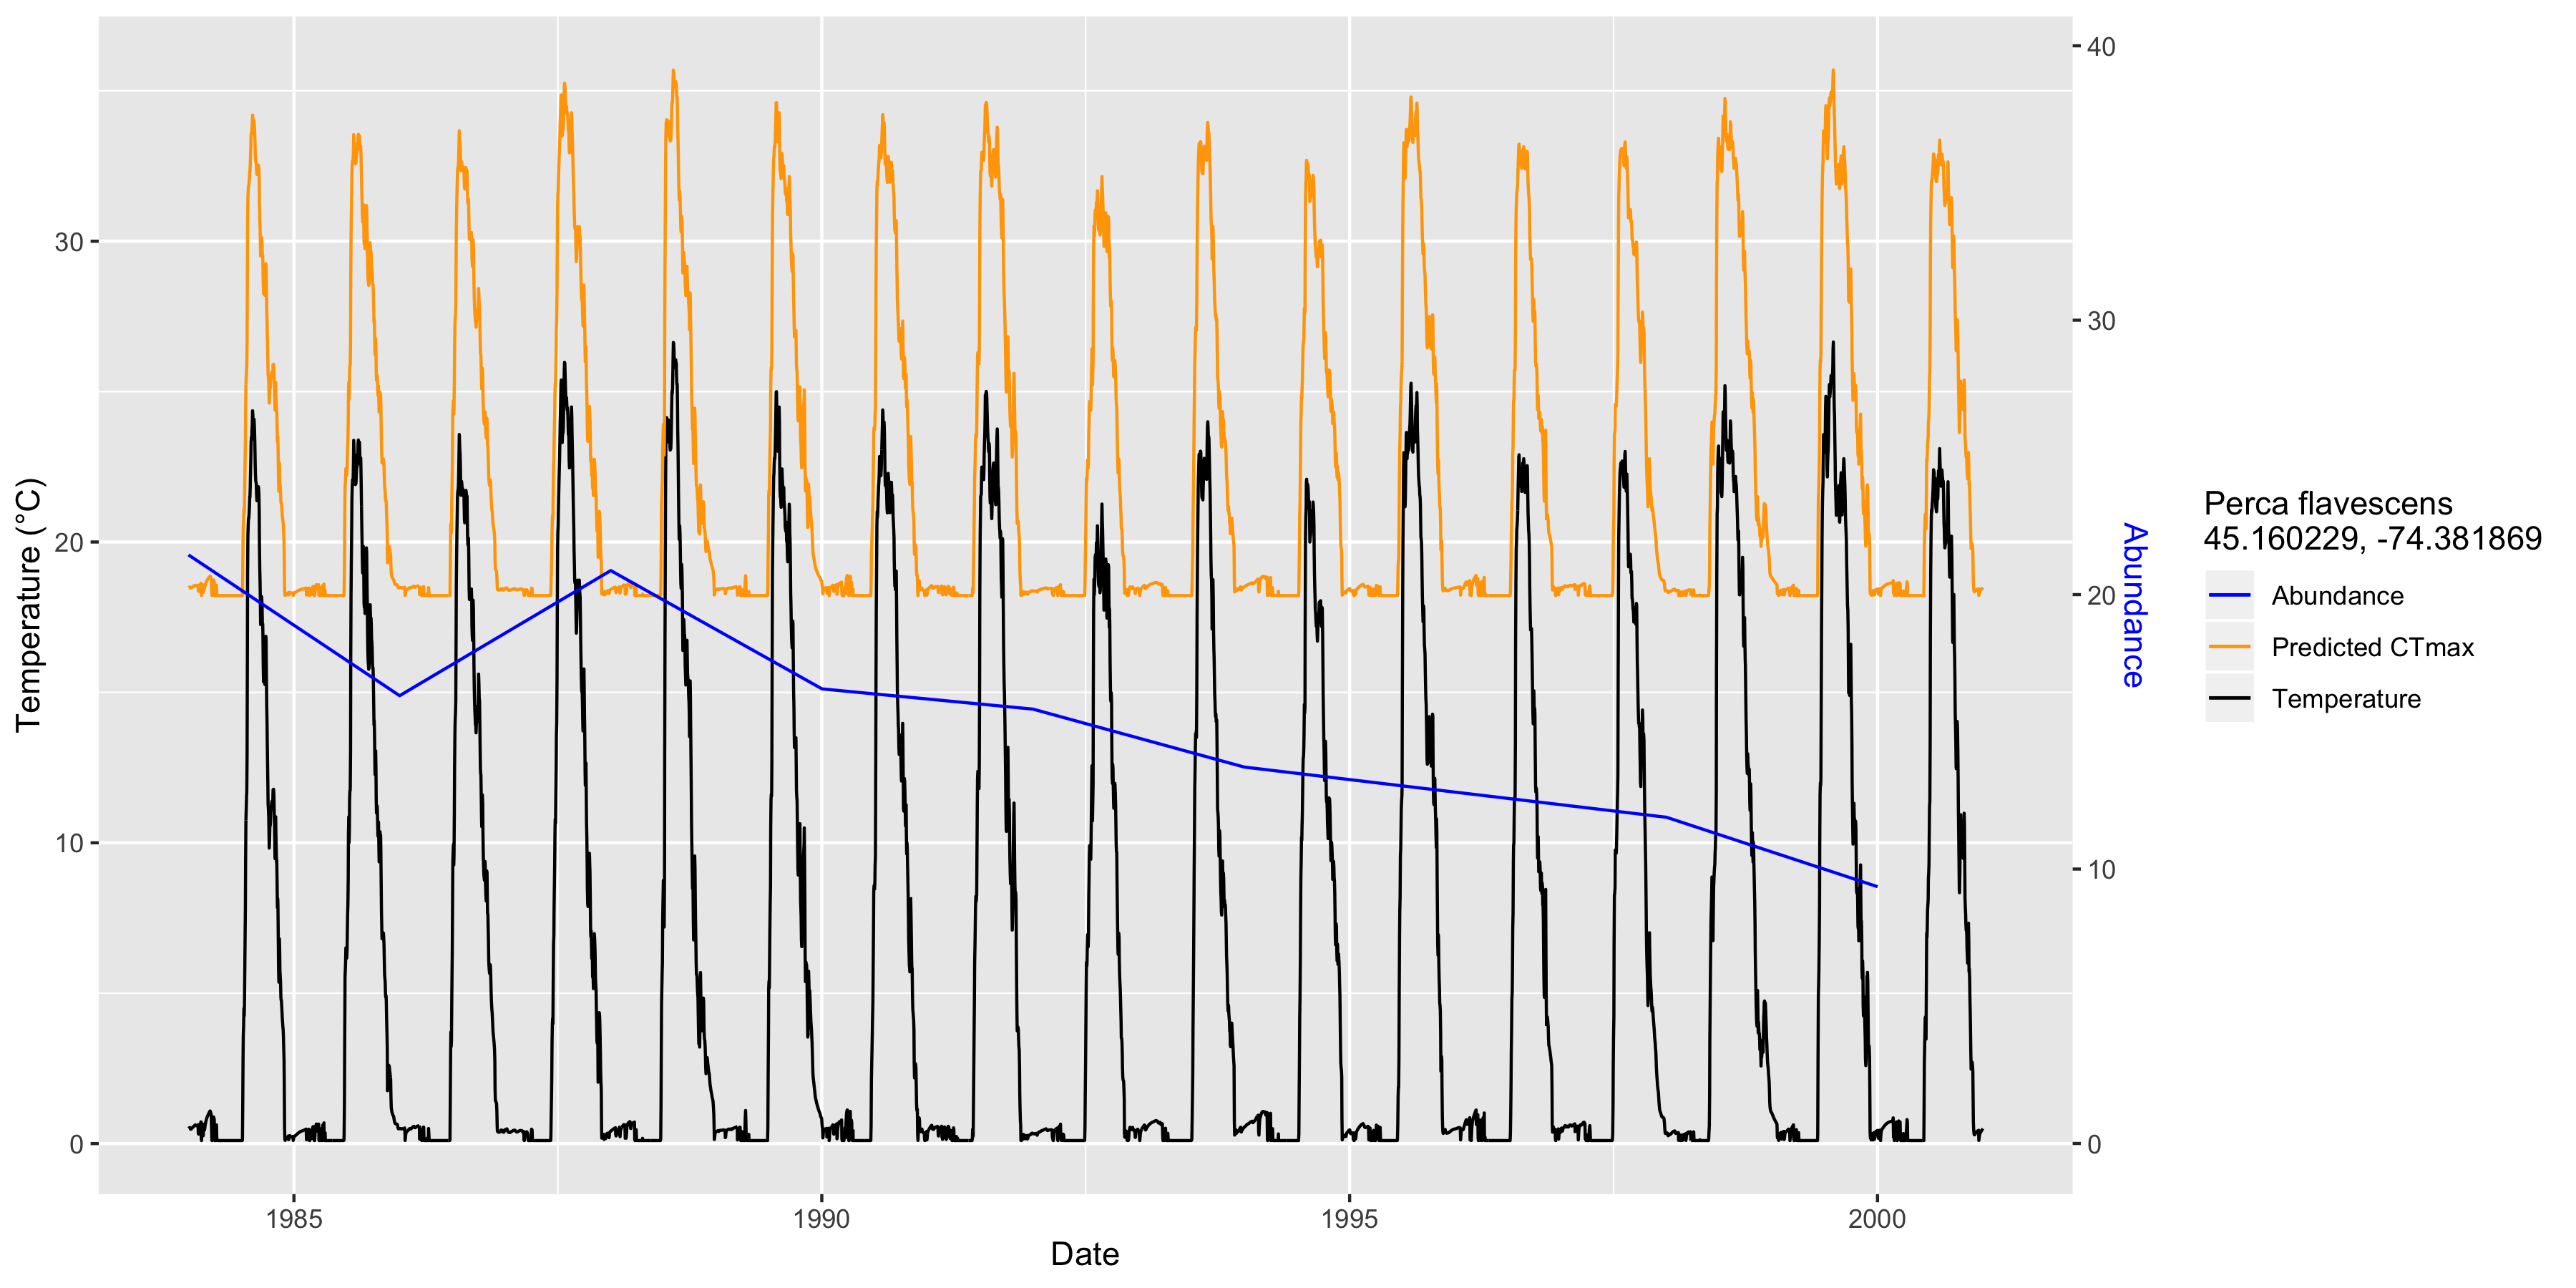 Temperature (°C)
30
20
10
0
1985
1990
1995
2000
Date
40
30
20
10
0
Abundance
Perca flavescens
45.160229, -74.381869
Abundance
Predicted CTmax
Temperature